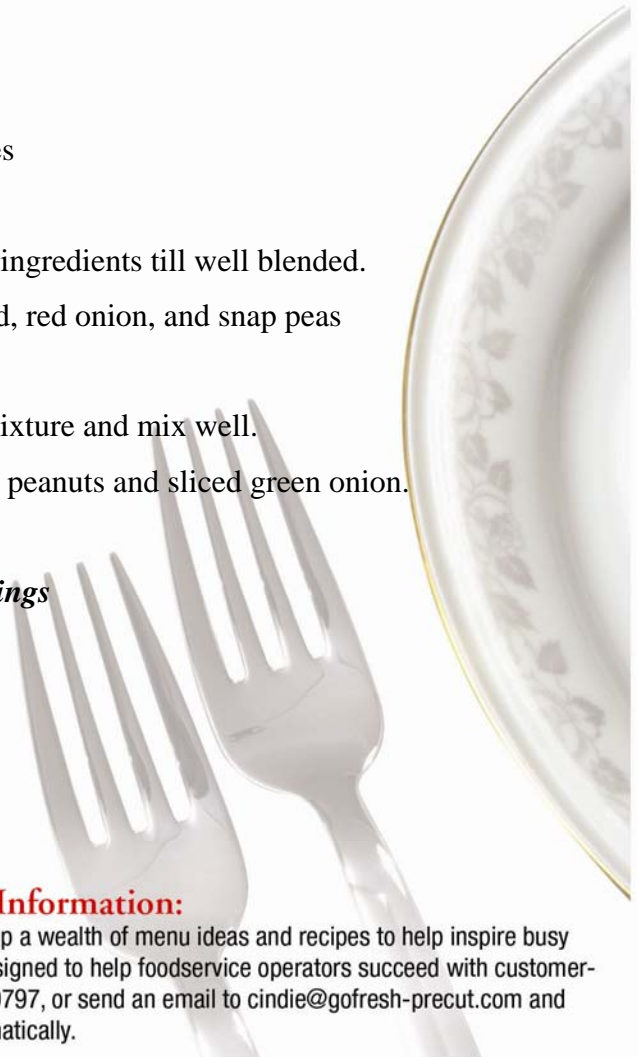 es
ingredients till well blended.
d, red onion, and snap peas
ixture and mix well.
peanuts and sliced green onion.
ings
Information:
p a wealth of menu ideas and recipes to help inspire busy
signed to help foodservice operators succeed with customer-
0797, or send an email to cindie@gofresh-precut.com and
matically.